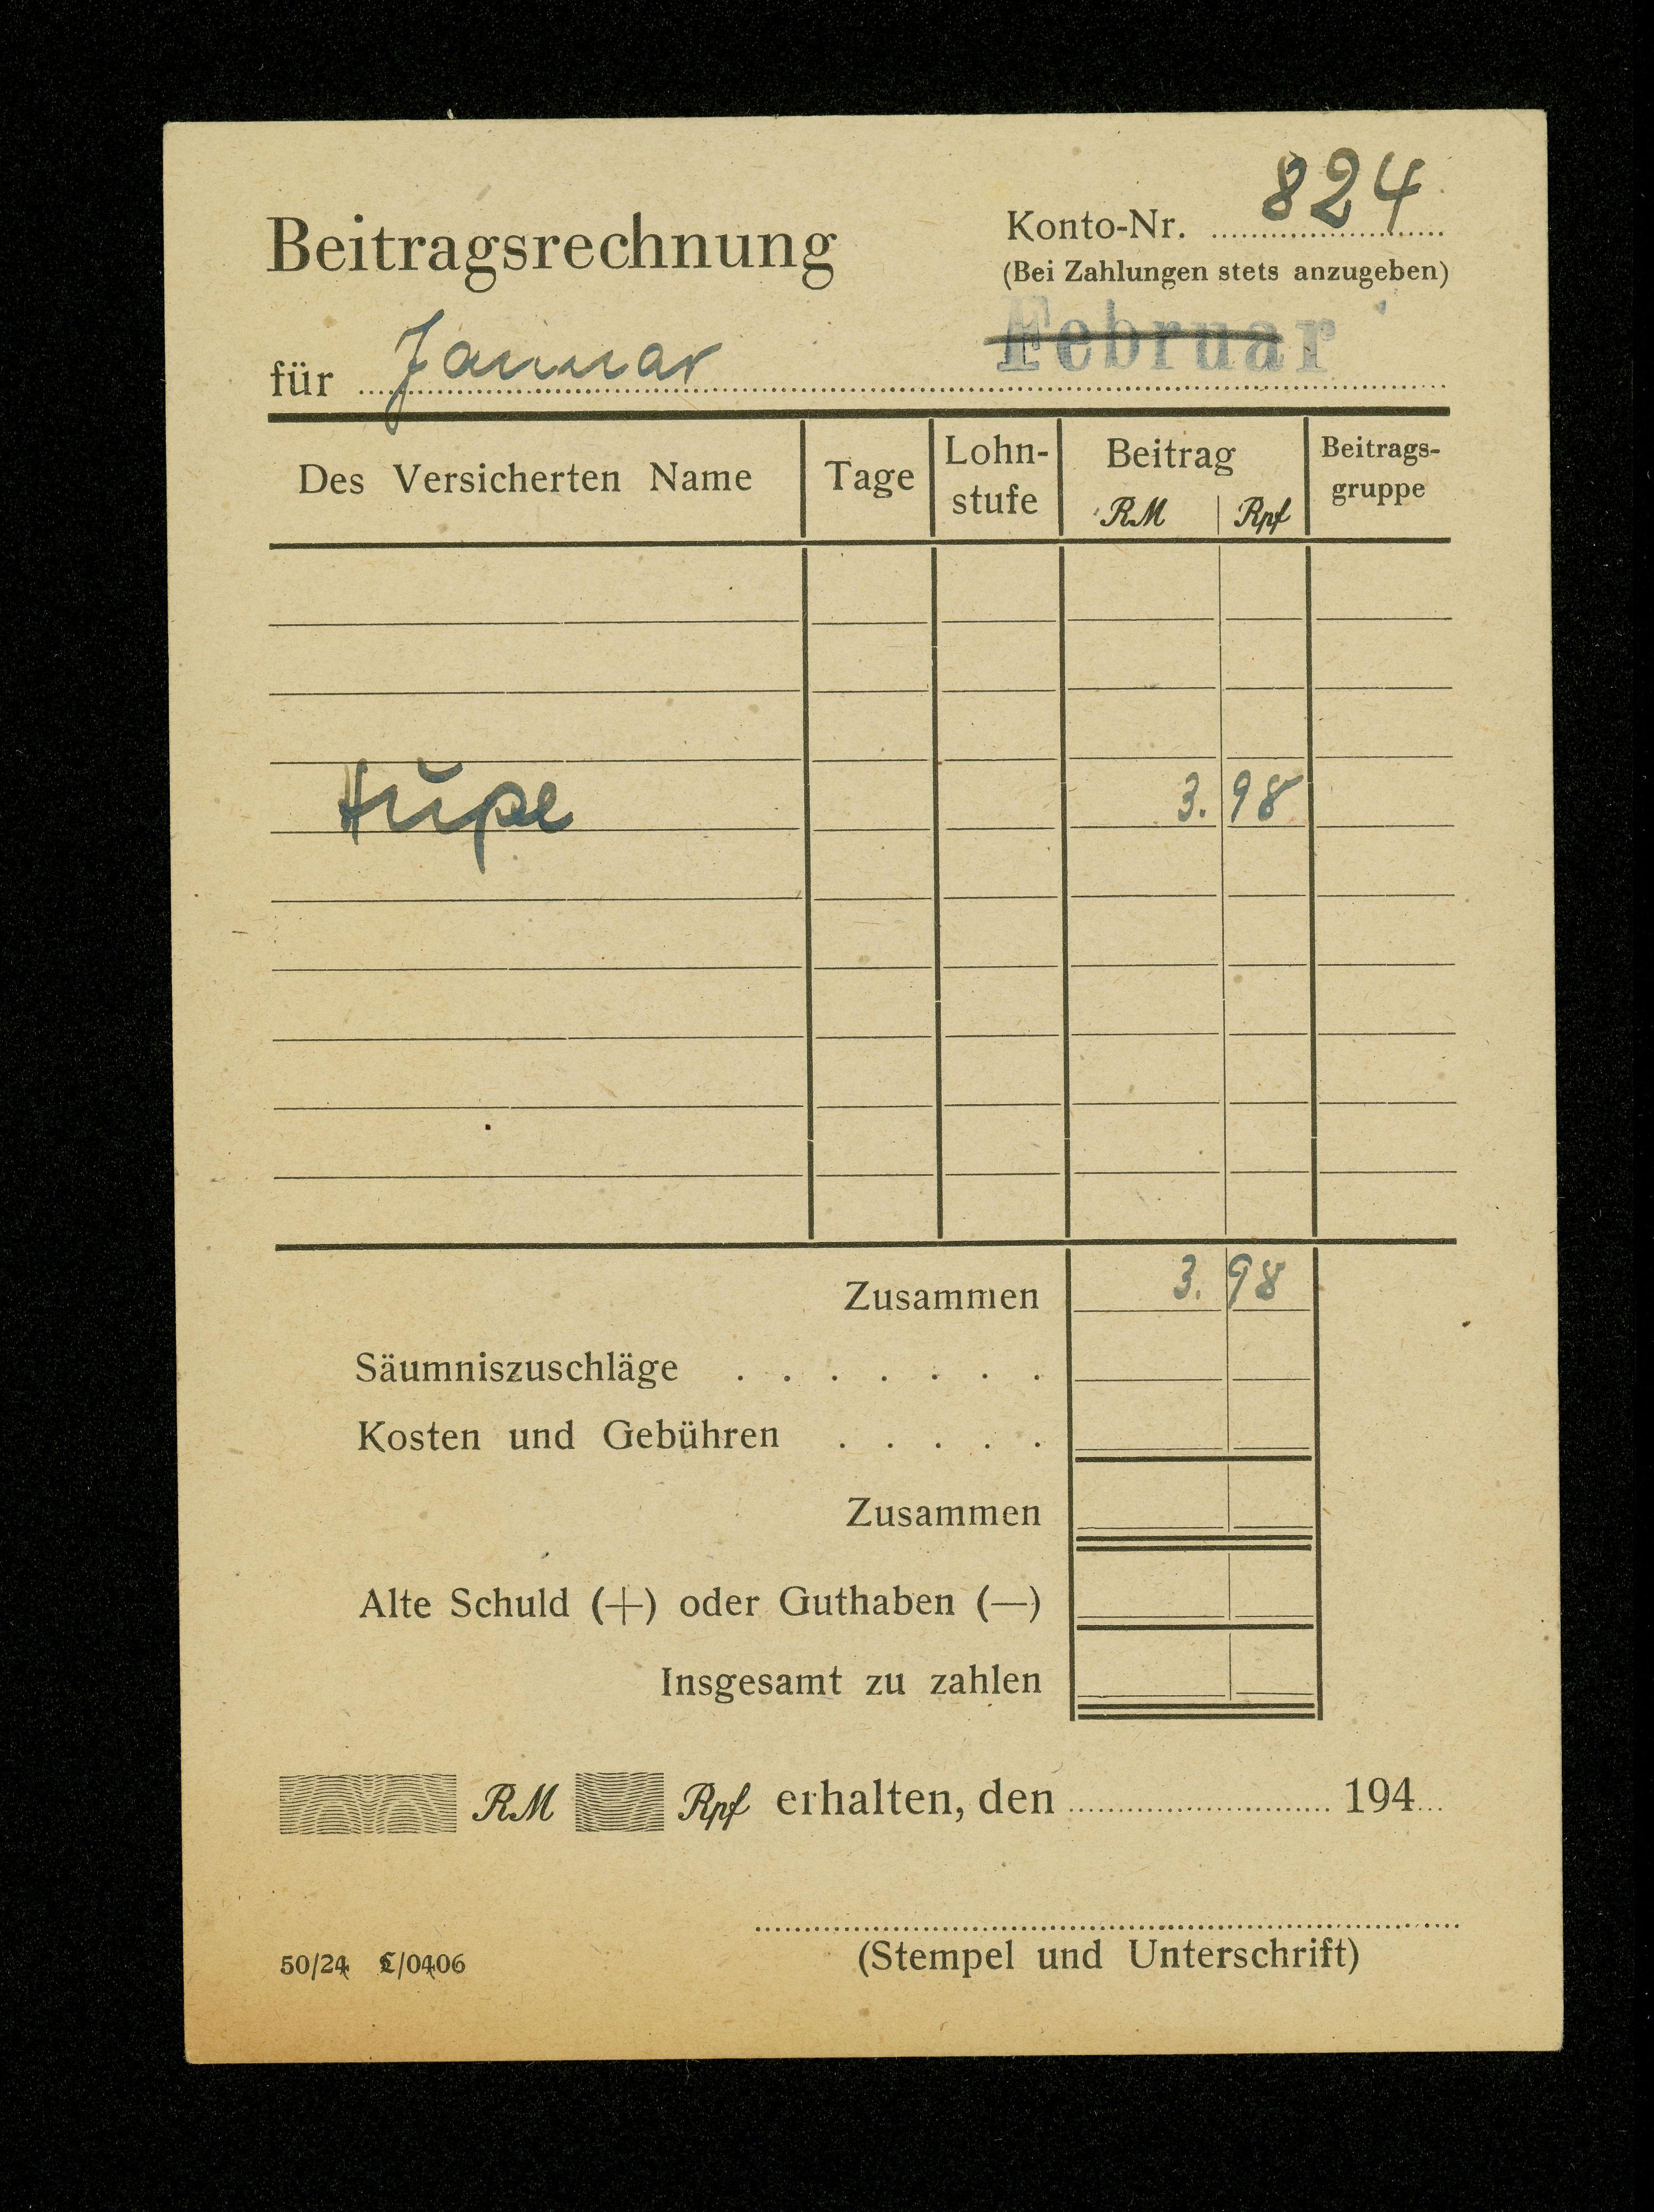 Konto-Nr. 824
Beitragsrechnung
(Bei Zahlungen stets anzugeben)
Februar
für Januar
Des Versicherten Name Tage Lohn- Beitrag Beitrags-
stufe RM Rpf gruppe
Hupe 3. 98
Zusammen 3. 98
Säumniszuschläge . . . . . . .
Kosten und Gebühren . . . . .
Zusammen
Alte Schuld (+) oder Guthaben (—)
Insgesamt zu zahlen
RM Rpf erhalten, den 194
(Stempel und Unterschrift)
50/24 L/0406